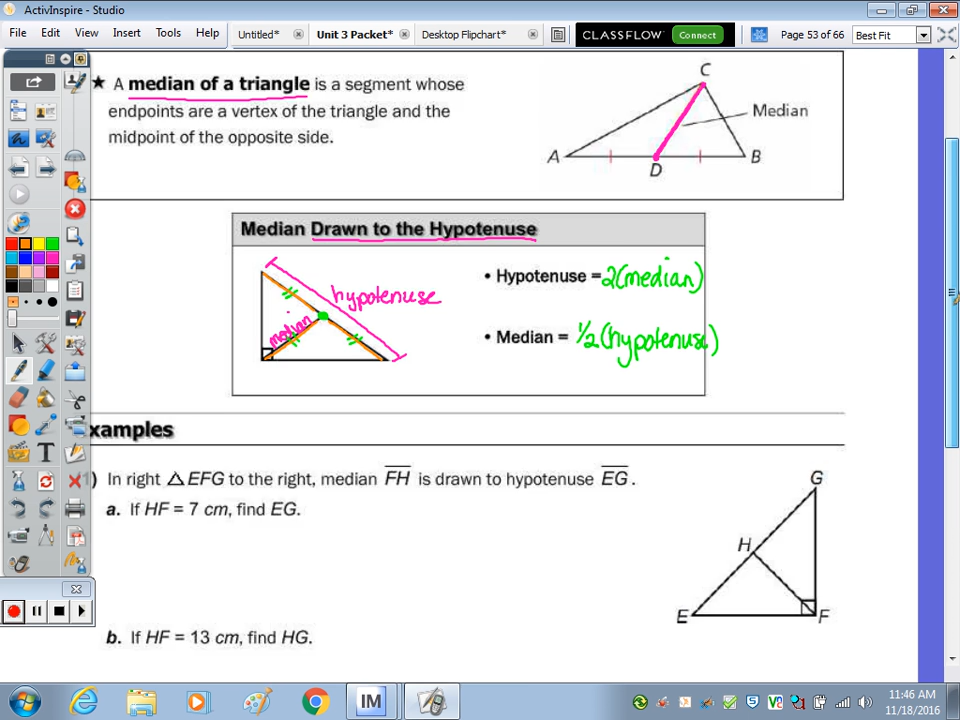 ActivInspire - Studio
File Edit View Insert Tools Help Untitled* Unit 3 Packet* Desktop Flipchart* CLASSFLOW Connect Page 53 of 66 Best Fit
★ A median of a triangle is a segment whose
endpoints are a vertex of the triangle and the
midpoint of the opposite side.
C
Median
A
D
B
Median Drawn to the Hypotenuse
• Hypotenuse = 2(median)
hypotenuse
median
• Median = 1/2(hypotenuse)
xamples
1) In right △EFG to the right, median F̅H̅ is drawn to hypotenuse E̅G̅.
a. If HF = 7 cm, find EG.
G
H
E
F
b. If HF = 13 cm, find HG.
IM
11:46 AM
11/18/2016